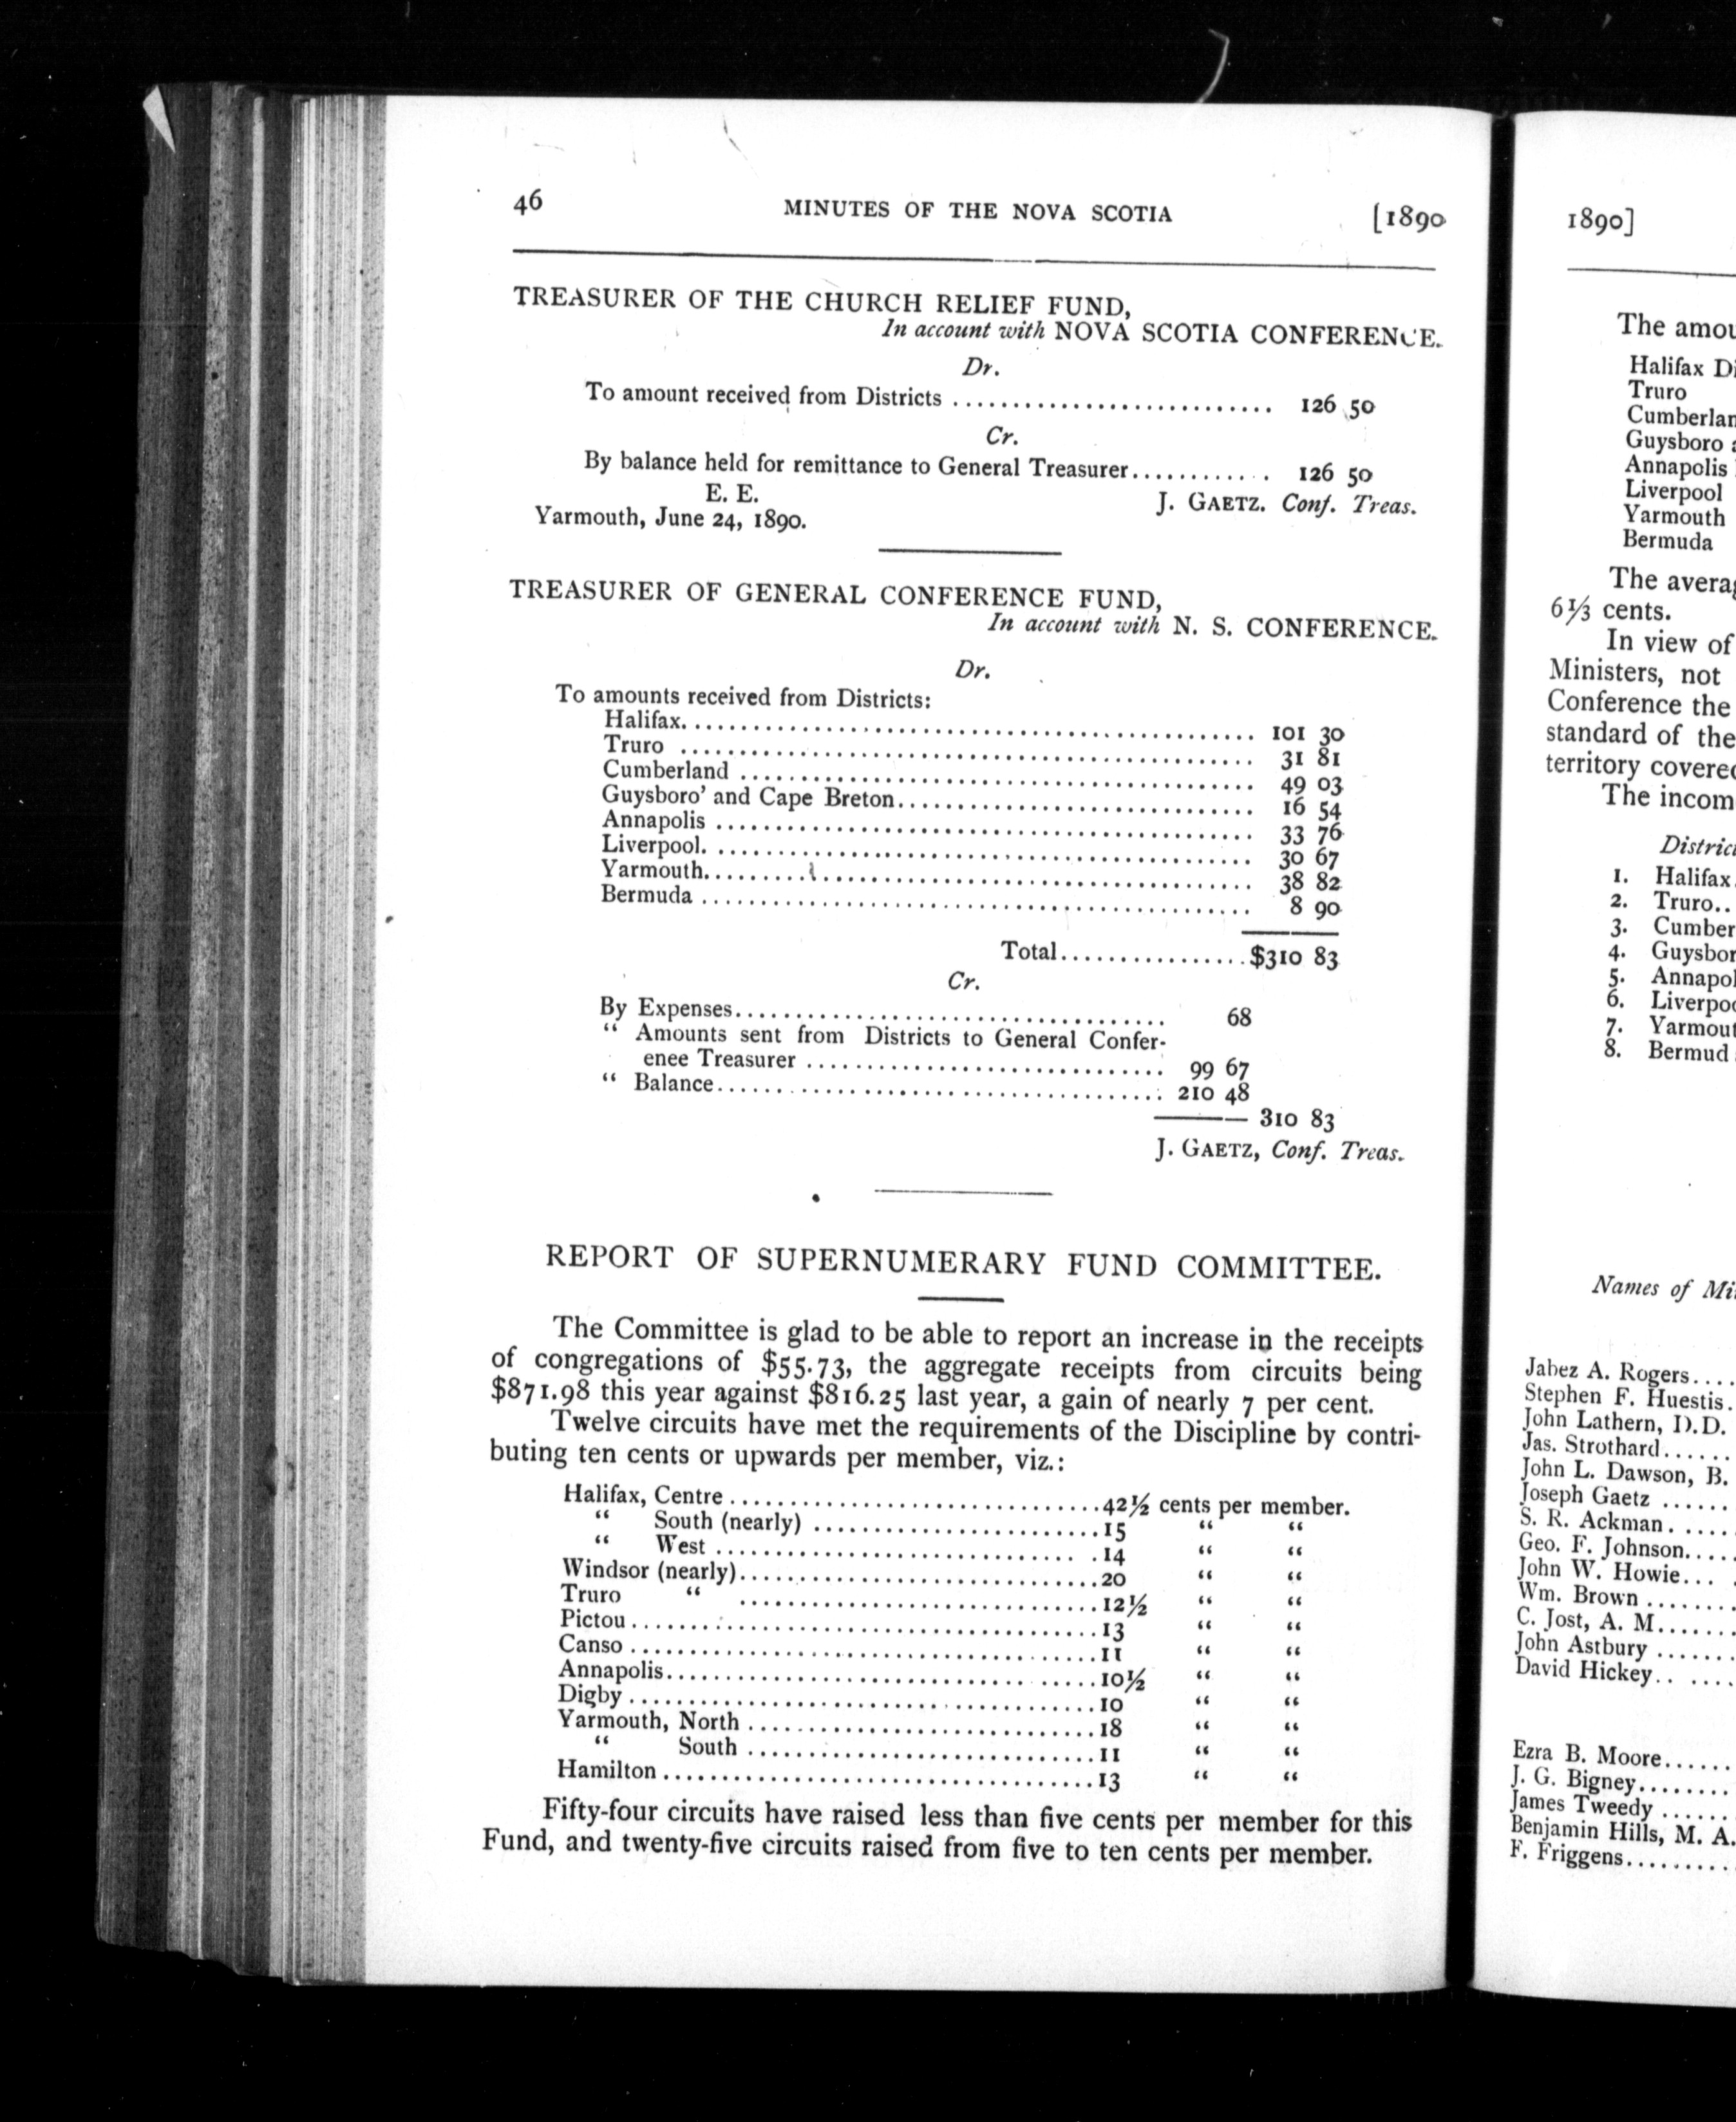 46 MINUTES OF THE NOVA SCOTIA [1890
TREASURER OF THE CHURCH RELIEF FUND,
In account with NOVA SCOTIA CONFERENCE.
Dr.
To amount received from Districts ........................... 126 50
Cr.
By balance held for remittance to General Treasurer............ 126 50
E. E. J. GAETZ. Conf. Treas.
Yarmouth, June 24, 1890.
TREASURER OF GENERAL CONFERENCE FUND,
In account with N. S. CONFERENCE.
Dr.
To amounts received from Districts:
Halifax................................................ 101 30
Truro ................................................ 31 81
Cumberland ........................................... 49 03
Guysboro' and Cape Breton.............................. 16 54
Annapolis ............................................. 33 76
Liverpool. ............................................ 30 67
Yarmouth............................................... 38 82
Bermuda ............................................... 8 90
Total................$310 83
Cr.
By Expenses.................................... 68
“ Amounts sent from Districts to General Confer-
enee Treasurer .............................. 99 67
“ Balance...................................... 210 48
310 83
J. GAETZ, Conf. Treas.
REPORT OF SUPERNUMERARY FUND COMMITTEE.
The Committee is glad to be able to report an increase in the receipts
of congregations of $55.73, the aggregate receipts from circuits being
$871.98 this year against $816.25 last year, a gain of nearly 7 per cent.
Twelve circuits have met the requirements of the Discipline by contri-
buting ten cents or upwards per member, viz.:
Halifax, Centre ................................42½ cents per member.
“ South (nearly) .........................15 “ “
“ West .................................14 “ “
Windsor (nearly)...............................20 “ “
Truro “ ...............................12½ “ “
Pictou........................................13 “ “
Canso ........................................11 “ “
Annapolis.....................................10½ “ “
Digby ........................................10 “ “
Yarmouth, North ..............................18 “ “
“ South ..............................11 “ “
Hamilton .....................................13 “ “
Fifty-four circuits have raised less than five cents per member for this
Fund, and twenty-five circuits raised from five to ten cents per member.
1890]
The amou
Halifax Di
Truro
Cumberlan
Guysboro
Annapolis
Liverpool
Yarmouth
Bermuda
The averag
6⅓ cents.
In view of
Ministers, not
Conference the
standard of the
territory covered
The incom
District
1. Halifax.
2. Truro..
3. Cumber
4. Guysbor
5. Annapol
6. Liverpoo
7. Yarmout
8. Bermud
Names of Mi
Jabez A. Rogers....
Stephen F. Huestis.
John Lathern, D.D.
Jas. Strothard......
John L. Dawson, B.
Joseph Gaetz ......
S. R. Ackman. .....
Geo. F. Johnson....
John W. Howie...
Wm. Brown ........
C. Jost, A. M.......
John Astbury .......
David Hickey.. ....
Ezra B. Moore......
J. G. Bigney........
James Tweedy ......
Benjamin Hills, M. A.
F. Friggens.........